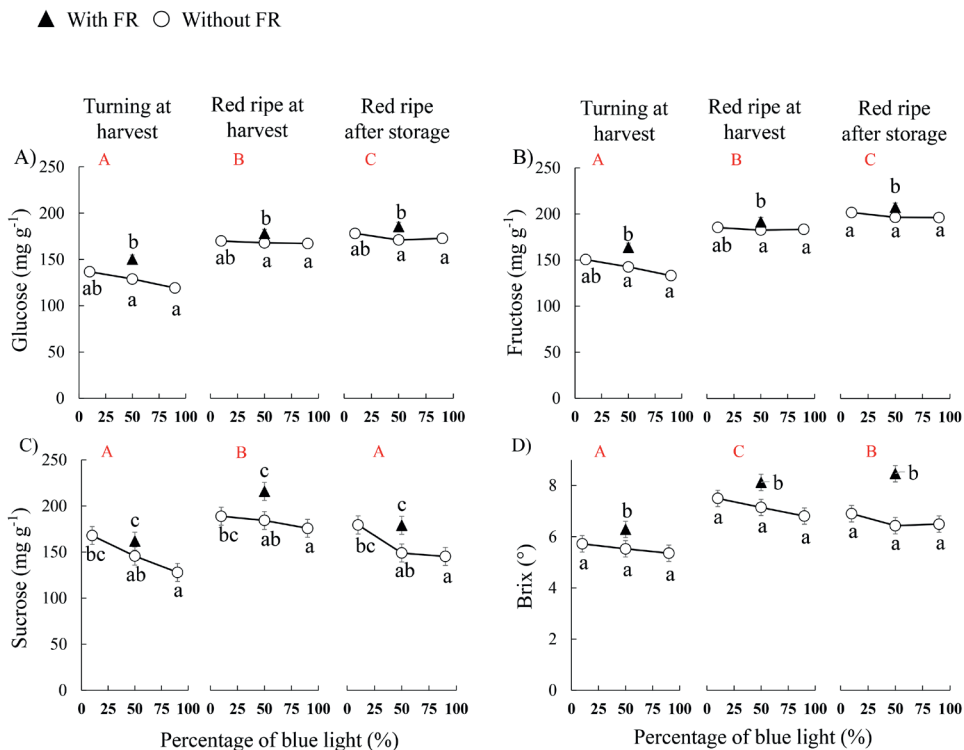 ▲ With FR ○ Without FR
Turning at harvest
Red ripe at harvest
Red ripe after storage
Turning at harvest
Red ripe at harvest
Red ripe after storage
A)
A B C
Glucose (mg g⁻¹)
250
200
150
100
50
0
b b b
ab a a
ab a a
ab a a
0 25 50 75 100
0 25 50 75 100
0 25 50 75 100
B)
A B C
Fructose (mg g⁻¹)
250
200
150
100
50
0
b b b
ab a a
ab a a
a a a
0 25 50 75 100
0 25 50 75 100
0 25 50 75 100
C)
A B A
Sucrose (mg g⁻¹)
250
200
150
100
50
0
c c c
bc ab a
bc ab a
bc ab a
0 25 50 75 100
0 25 50 75 100
0 25 50 75 100
Percentage of blue light (%)
D)
A C B
Brix (°)
8
6
4
2
0
b b b
a a a
a a a
a a a
0 25 50 75 100
0 25 50 75 100
0 25 50 75 100
Percentage of blue light (%)